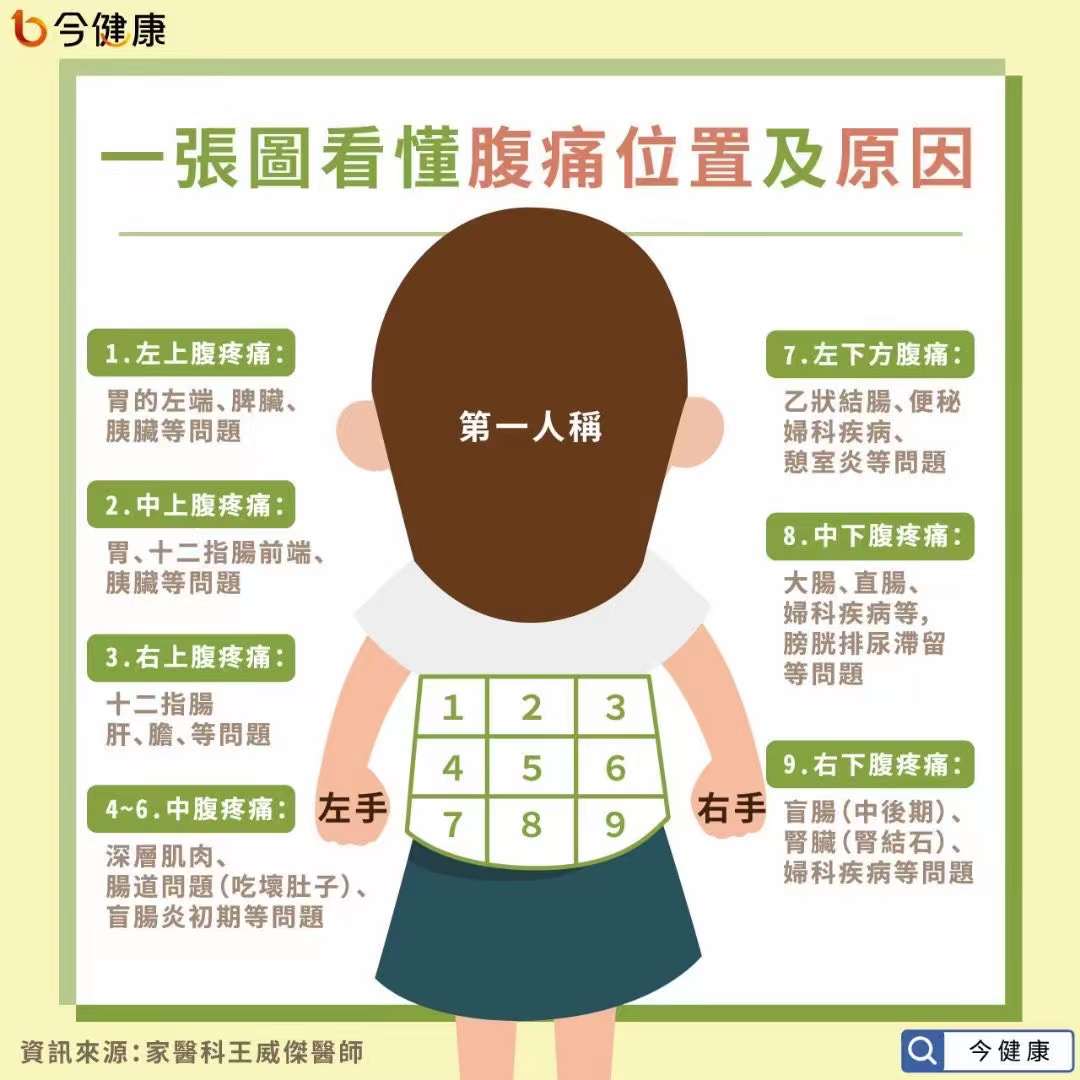 今健康
一張圖看懂腹痛位置及原因
第一人稱
1.左上腹疼痛:
胃的左端、脾臟、
胰臟等問題
2.中上腹疼痛:
胃、十二指腸前端、
胰臟等問題
3.右上腹疼痛:
十二指腸
肝、膽、等問題
4~6.中腹疼痛:
深層肌肉、
腸道問題(吃壞肚子)、
盲腸炎初期等問題
左手
1 2 3
4 5 6
7 8 9
右手
7.左下方腹痛:
乙狀結腸、便秘
婦科疾病、
憩室炎等問題
8.中下腹疼痛:
大腸、直腸、
婦科疾病等,
膀胱排尿滯留
等問題
9.右下腹疼痛:
盲腸(中後期)、
腎臟(腎結石)、
婦科疾病等問題
資訊來源:家醫科王威傑醫師
今健康